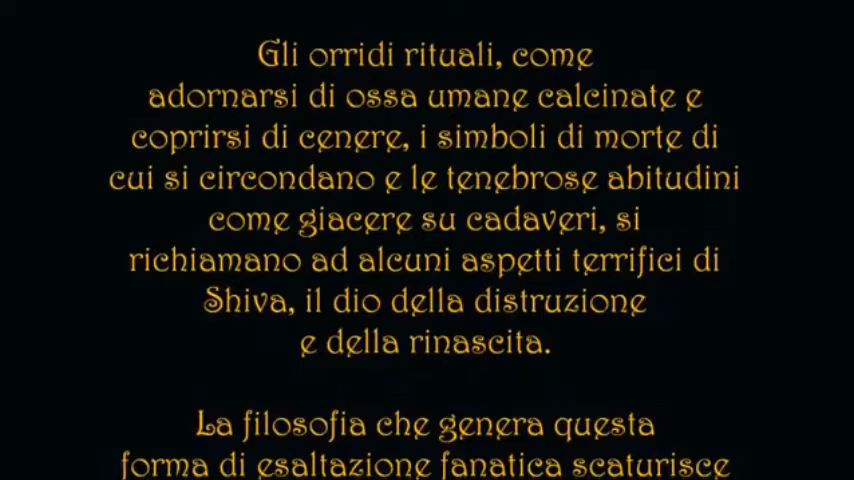 Gli orridi rituali, come
adornarsi di ossa umane calcinate e
coprirsi di cenere, i simboli di morte di
cui si circondano e le tenebrose abitudini
come giacere su cadaveri, si
richiamano ad alcuni aspetti terrifici di
Shiva, il dio della distruzione
e della rinascita.
La filosofia che genera questa
forma di esaltazione fanatica scaturisce